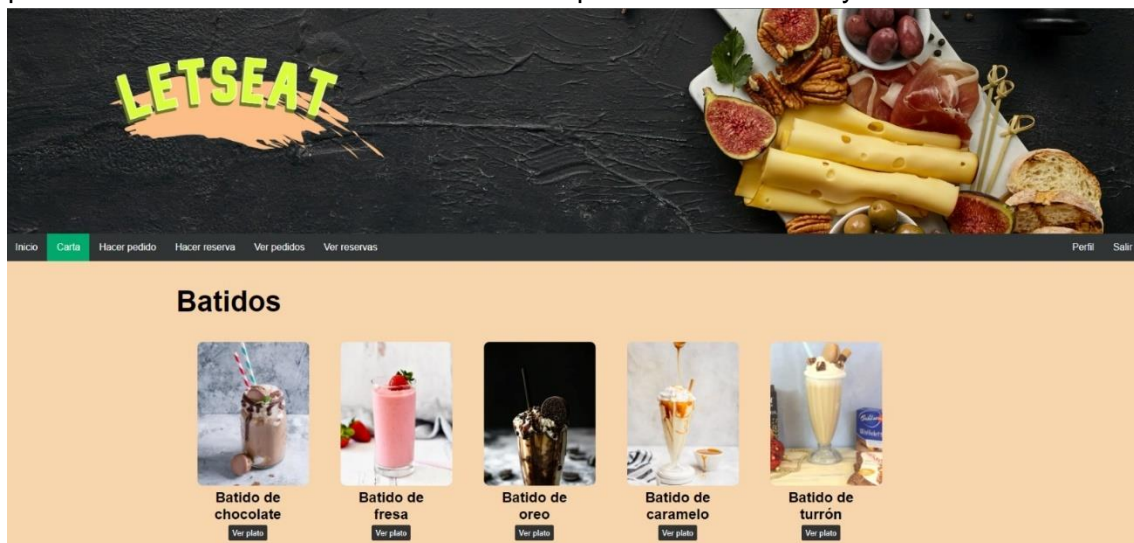 LETSEAT
Inicio Carta Hacer pedido Hacer reserva Ver pedidos Ver reservas Perfil Salir
Batidos
Batido de chocolate
Ver plato
Batido de fresa
Ver plato
Batido de oreo
Ver plato
Batido de caramelo
Ver plato
Batido de turrón
Ver plato